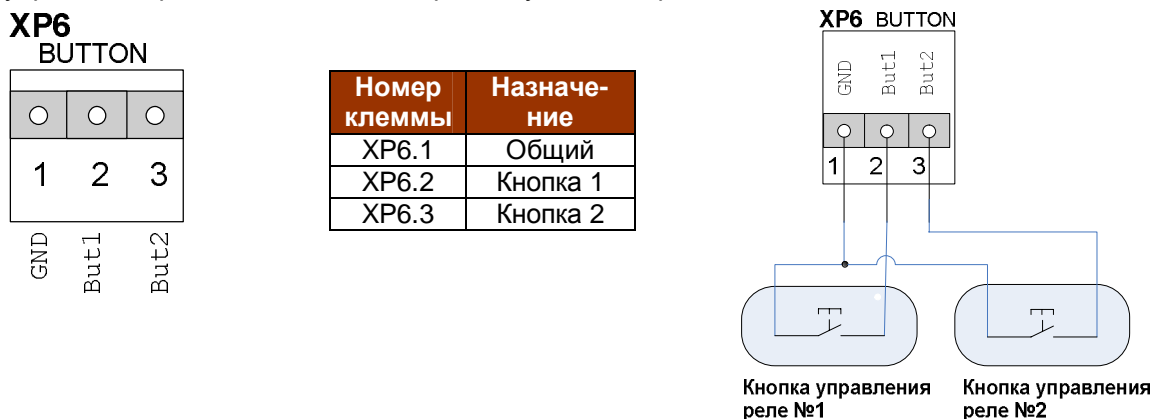 XP6
BUTTON
1 2 3
GND But1 But2
Номер клеммы Назначе-ние
XP6.1 Общий
XP6.2 Кнопка 1
XP6.3 Кнопка 2
XP6 BUTTON
GND But1 But2
1 2 3
Кнопка управления
реле №1
Кнопка управления
реле №2